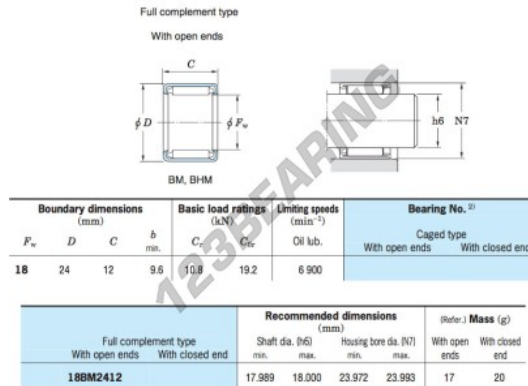 Full complement type
With open ends
C
φ D
φ Fw
h6
N7
BM, BHM
123BEARING
Boundary dimensions
(mm)
Basic load ratings
(kN)
Limiting speeds
(min⁻¹)
Bearing No. ²⁾
Fw D C b min. Cr C0r Oil lub. Caged type
With open ends With closed end
18 24 12 9.6 10.8 19.2 6 900
Recommended dimensions
(mm)
(Refer.) Mass (g)
Full complement type Shaft dia. (h6) Housing bore dia. (N7) With open ends With closed end
With open ends With closed end min. max. min. max.
18BM2412 17.989 18.000 23.972 23.993 17 20